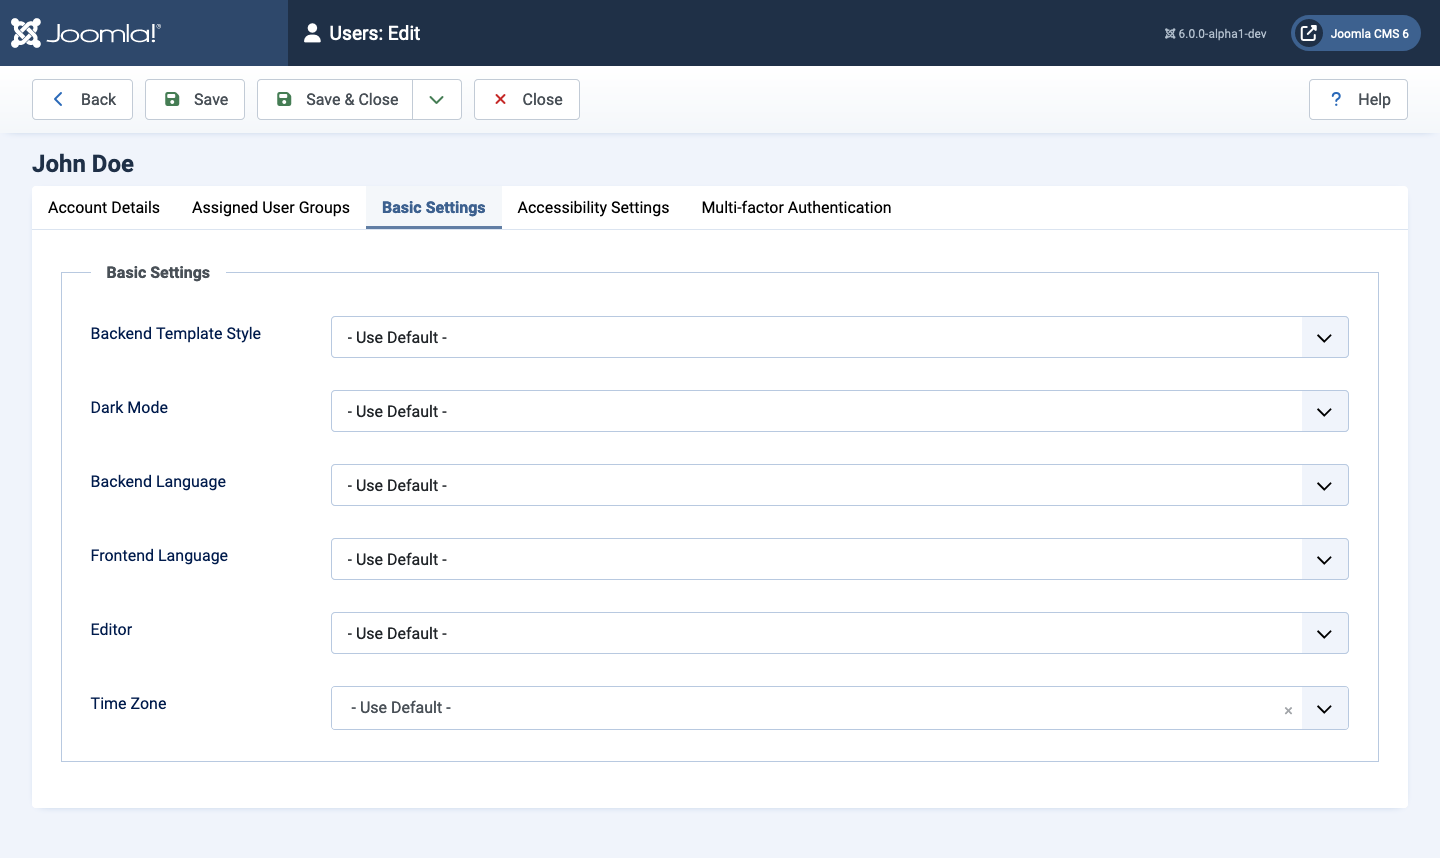 Joomla!®
Users: Edit
6.0.0-alpha1-dev
Joomla CMS 6
Back
Save
Save & Close
Close
? Help
John Doe
Account Details
Assigned User Groups
Basic Settings
Accessibility Settings
Multi-factor Authentication
Basic Settings
Backend Template Style
- Use Default -
Dark Mode
- Use Default -
Backend Language
- Use Default -
Frontend Language
- Use Default -
Editor
- Use Default -
Time Zone
- Use Default -
×